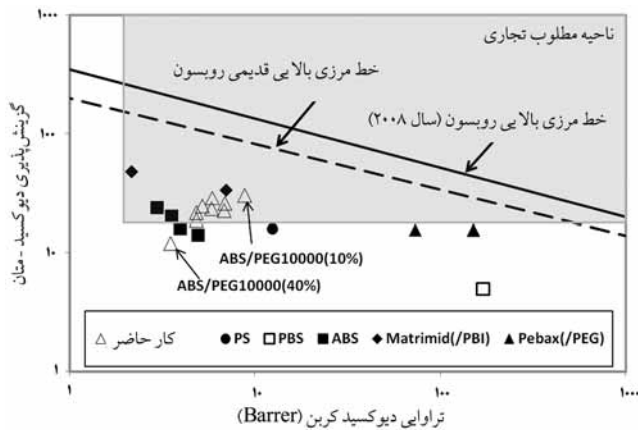 ۱۰۰۰
۱۰۰
۱۰
۱
گزینش‌پذیری دیوکسید -متان
ناحیه مطلوب تجاری
خط مرزی بالایی قدیمی روبسون
خط مرزی بالایی روبسون (سال ۲۰۰۸)
ABS/PEG10000(10%)
ABS/PEG10000(40%)
△ کار حاضر ●PS □PBS ■ABS ◆Matrimid(/PBI) ▲Pebax(/PEG)
۱ ۱۰ ۱۰۰ ۱۰۰۰
تراوایی دیوکسید کربن (Barrer)